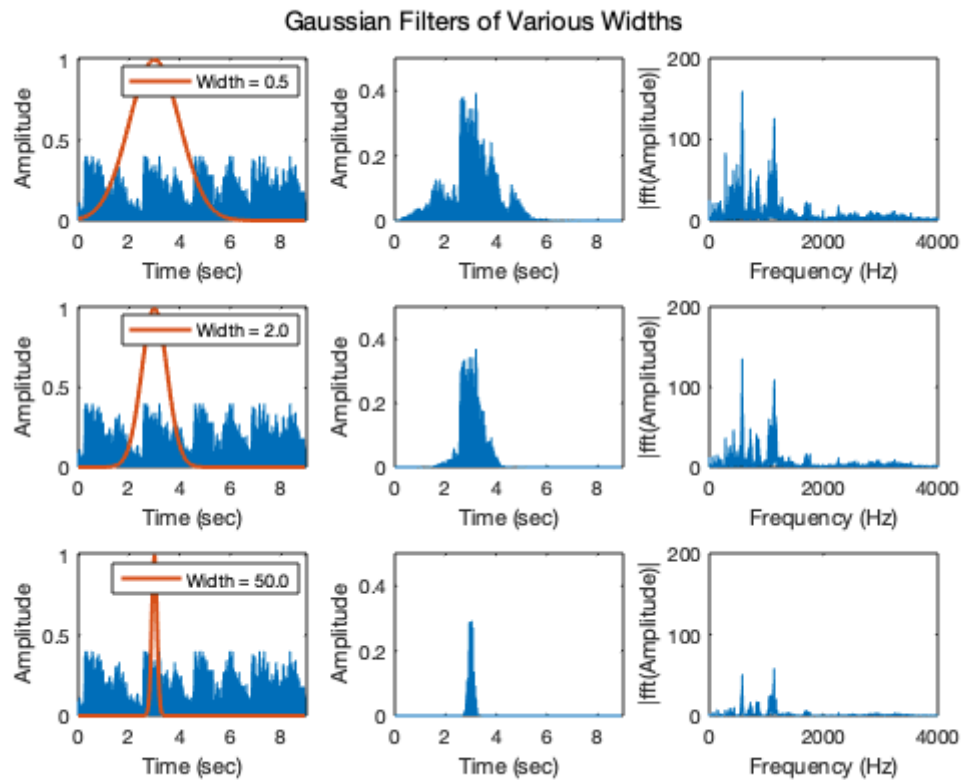 Gaussian Filters of Various Widths
Amplitude
1
0.5
0
Width = 0.5
0 2 4 6 8
Time (sec)
Amplitude
0.4
0.2
0
0 2 4 6 8
Time (sec)
|fft(Amplitude)|
200
100
0
0 2000 4000
Frequency (Hz)
Amplitude
1
0.5
0
Width = 2.0
0 2 4 6 8
Time (sec)
Amplitude
0.4
0.2
0
0 2 4 6 8
Time (sec)
|fft(Amplitude)|
200
100
0
0 2000 4000
Frequency (Hz)
Amplitude
1
0.5
0
Width = 50.0
0 2 4 6 8
Time (sec)
Amplitude
0.4
0.2
0
0 2 4 6 8
Time (sec)
|fft(Amplitude)|
200
100
0
0 2000 4000
Frequency (Hz)